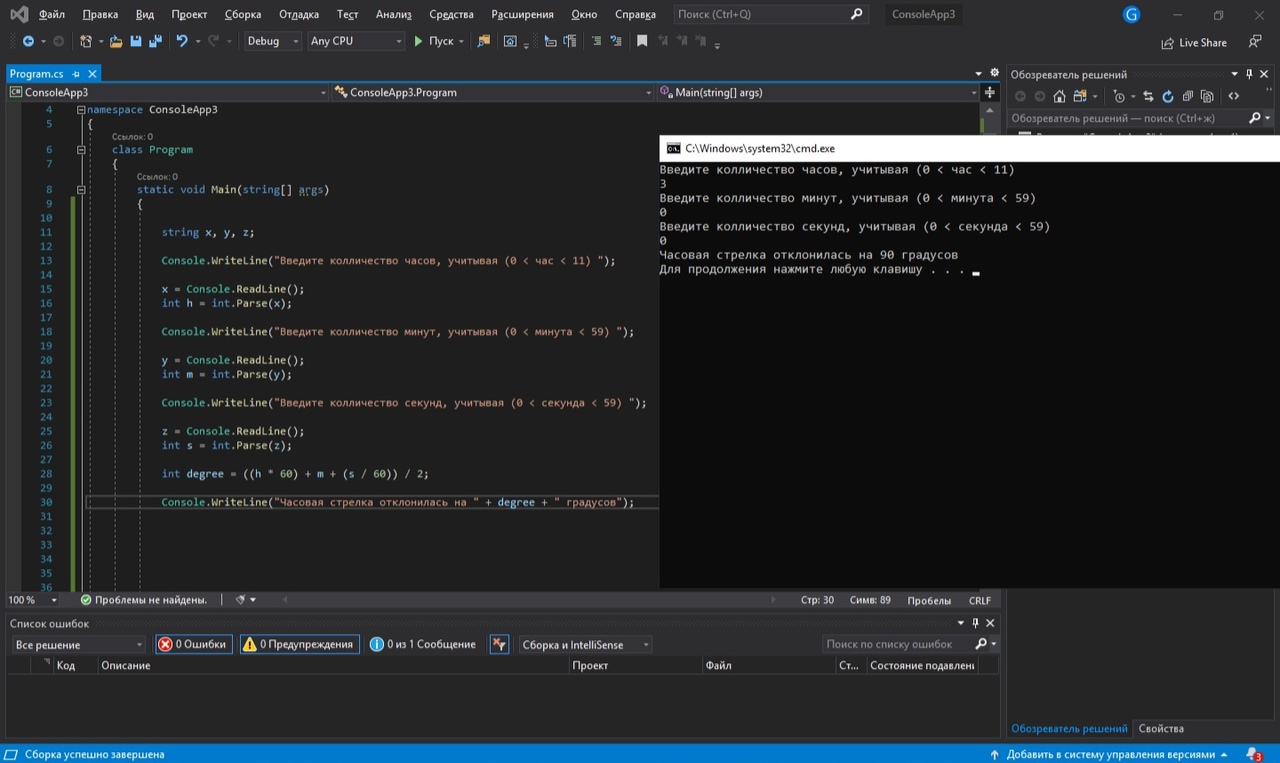 Файл Правка Вид Проект Сборка Отладка Тест Анализ Средства Расширения Окно Справка Поиск (Ctrl+Q) ConsoleApp3 G
Debug Any CPU Пуск Live Share
Program.cs
ConsoleApp3 ConsoleApp3.Program Main(string[] args)
Обозреватель решений
Обозреватель решений — поиск (Ctrl+ж)
4 namespace ConsoleApp3
5 {
Ссылок: 0
6 class Program
7 {
Ссылок: 0
8 static void Main(string[] args)
9 {
10
11 string x, y, z;
12
13 Console.WriteLine("Введите колличество часов, учитывая (0 < час < 11) ");
14
15 x = Console.ReadLine();
16 int h = int.Parse(x);
17
18 Console.WriteLine("Введите колличество минут, учитывая (0 < минута < 59) ");
19
20 y = Console.ReadLine();
21 int m = int.Parse(y);
22
23 Console.WriteLine("Введите колличество секунд, учитывая (0 < секунда < 59) ");
24
25 z = Console.ReadLine();
26 int s = int.Parse(z);
27
28 int degree = ((h * 60) + m + (s / 60)) / 2;
29
30 Console.WriteLine("Часовая стрелка отклонилась на " + degree + " градусов");
31
32
33
34
35
36
C:\Windows\system32\cmd.exe
Введите колличество часов, учитывая (0 < час < 11)
3
Введите колличество минут, учитывая (0 < минута < 59)
0
Введите колличество секунд, учитывая (0 < секунда < 59)
0
Часовая стрелка отклонилась на 90 градусов
Для продолжения нажмите любую клавишу . . .
100 % Проблемы не найдены. Стр: 30 Симв: 89 Пробелы CRLF
Список ошибок
Все решение 0 Ошибки 0 Предупреждения 0 из 1 Сообщение Сборка и IntelliSense Поиск по списку ошибок
Код Описание Проект Файл Ст... Состояние подавлени
Обозреватель решений Свойства
Сборка успешно завершена Добавить в систему управления версиями 3